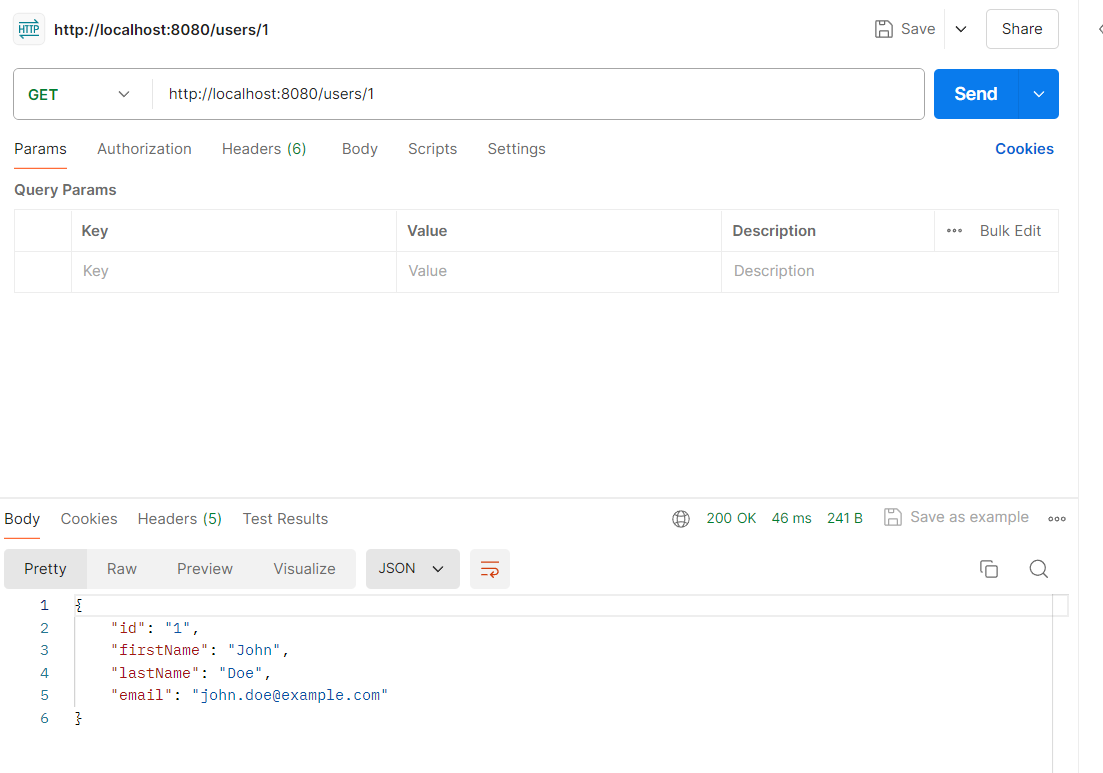 HTTP http://localhost:8080/users/1 Save Share
GET http://localhost:8080/users/1 Send
Params Authorization Headers (6) Body Scripts Settings Cookies
Query Params
Key Value Description Bulk Edit
Key Value Description
Body Cookies Headers (5) Test Results 200 OK 46 ms 241 B Save as example
Pretty Raw Preview Visualize JSON
1 {
2 "id": "1",
3 "firstName": "John",
4 "lastName": "Doe",
5 "email": "john.doe@example.com"
6 }